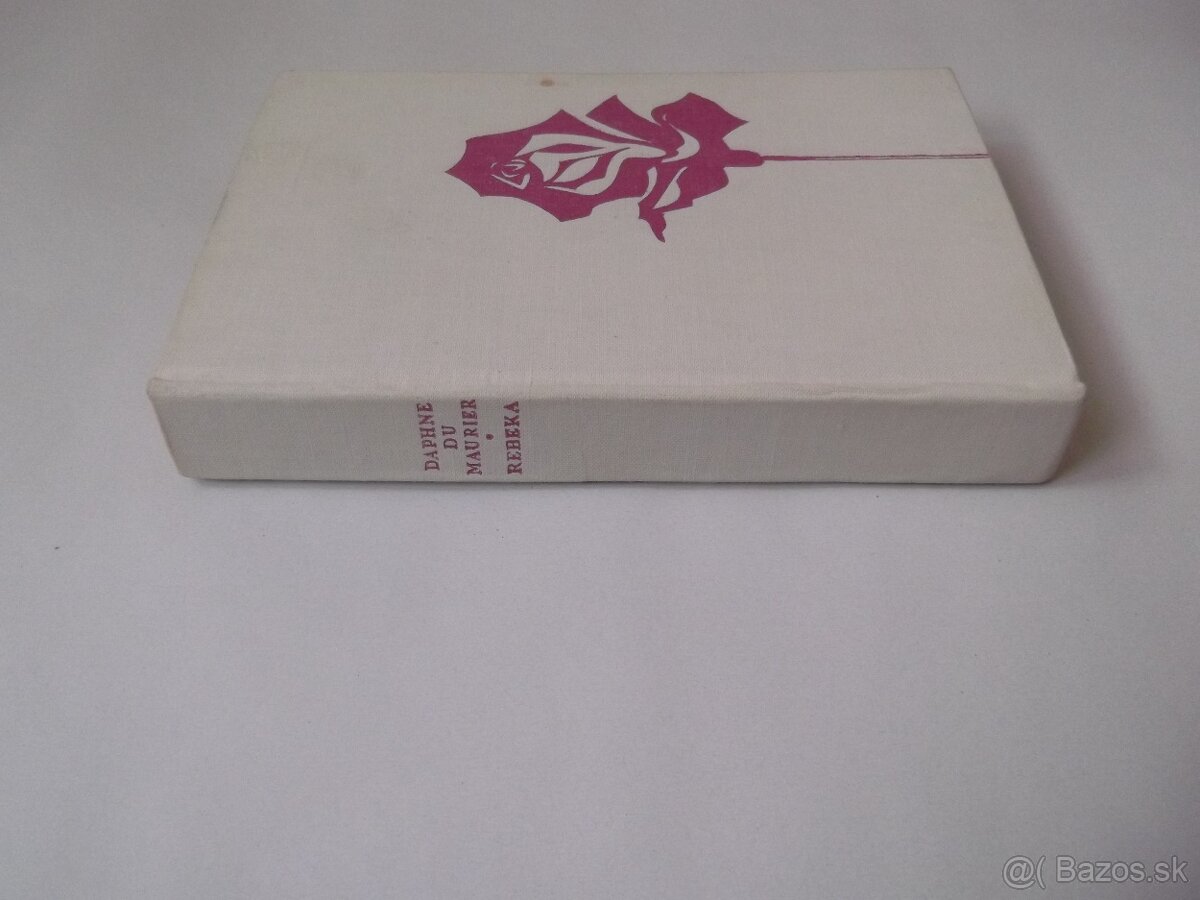 DAPHNE
DU
MAURIER
•
REBEKA
@( Bazos.sk